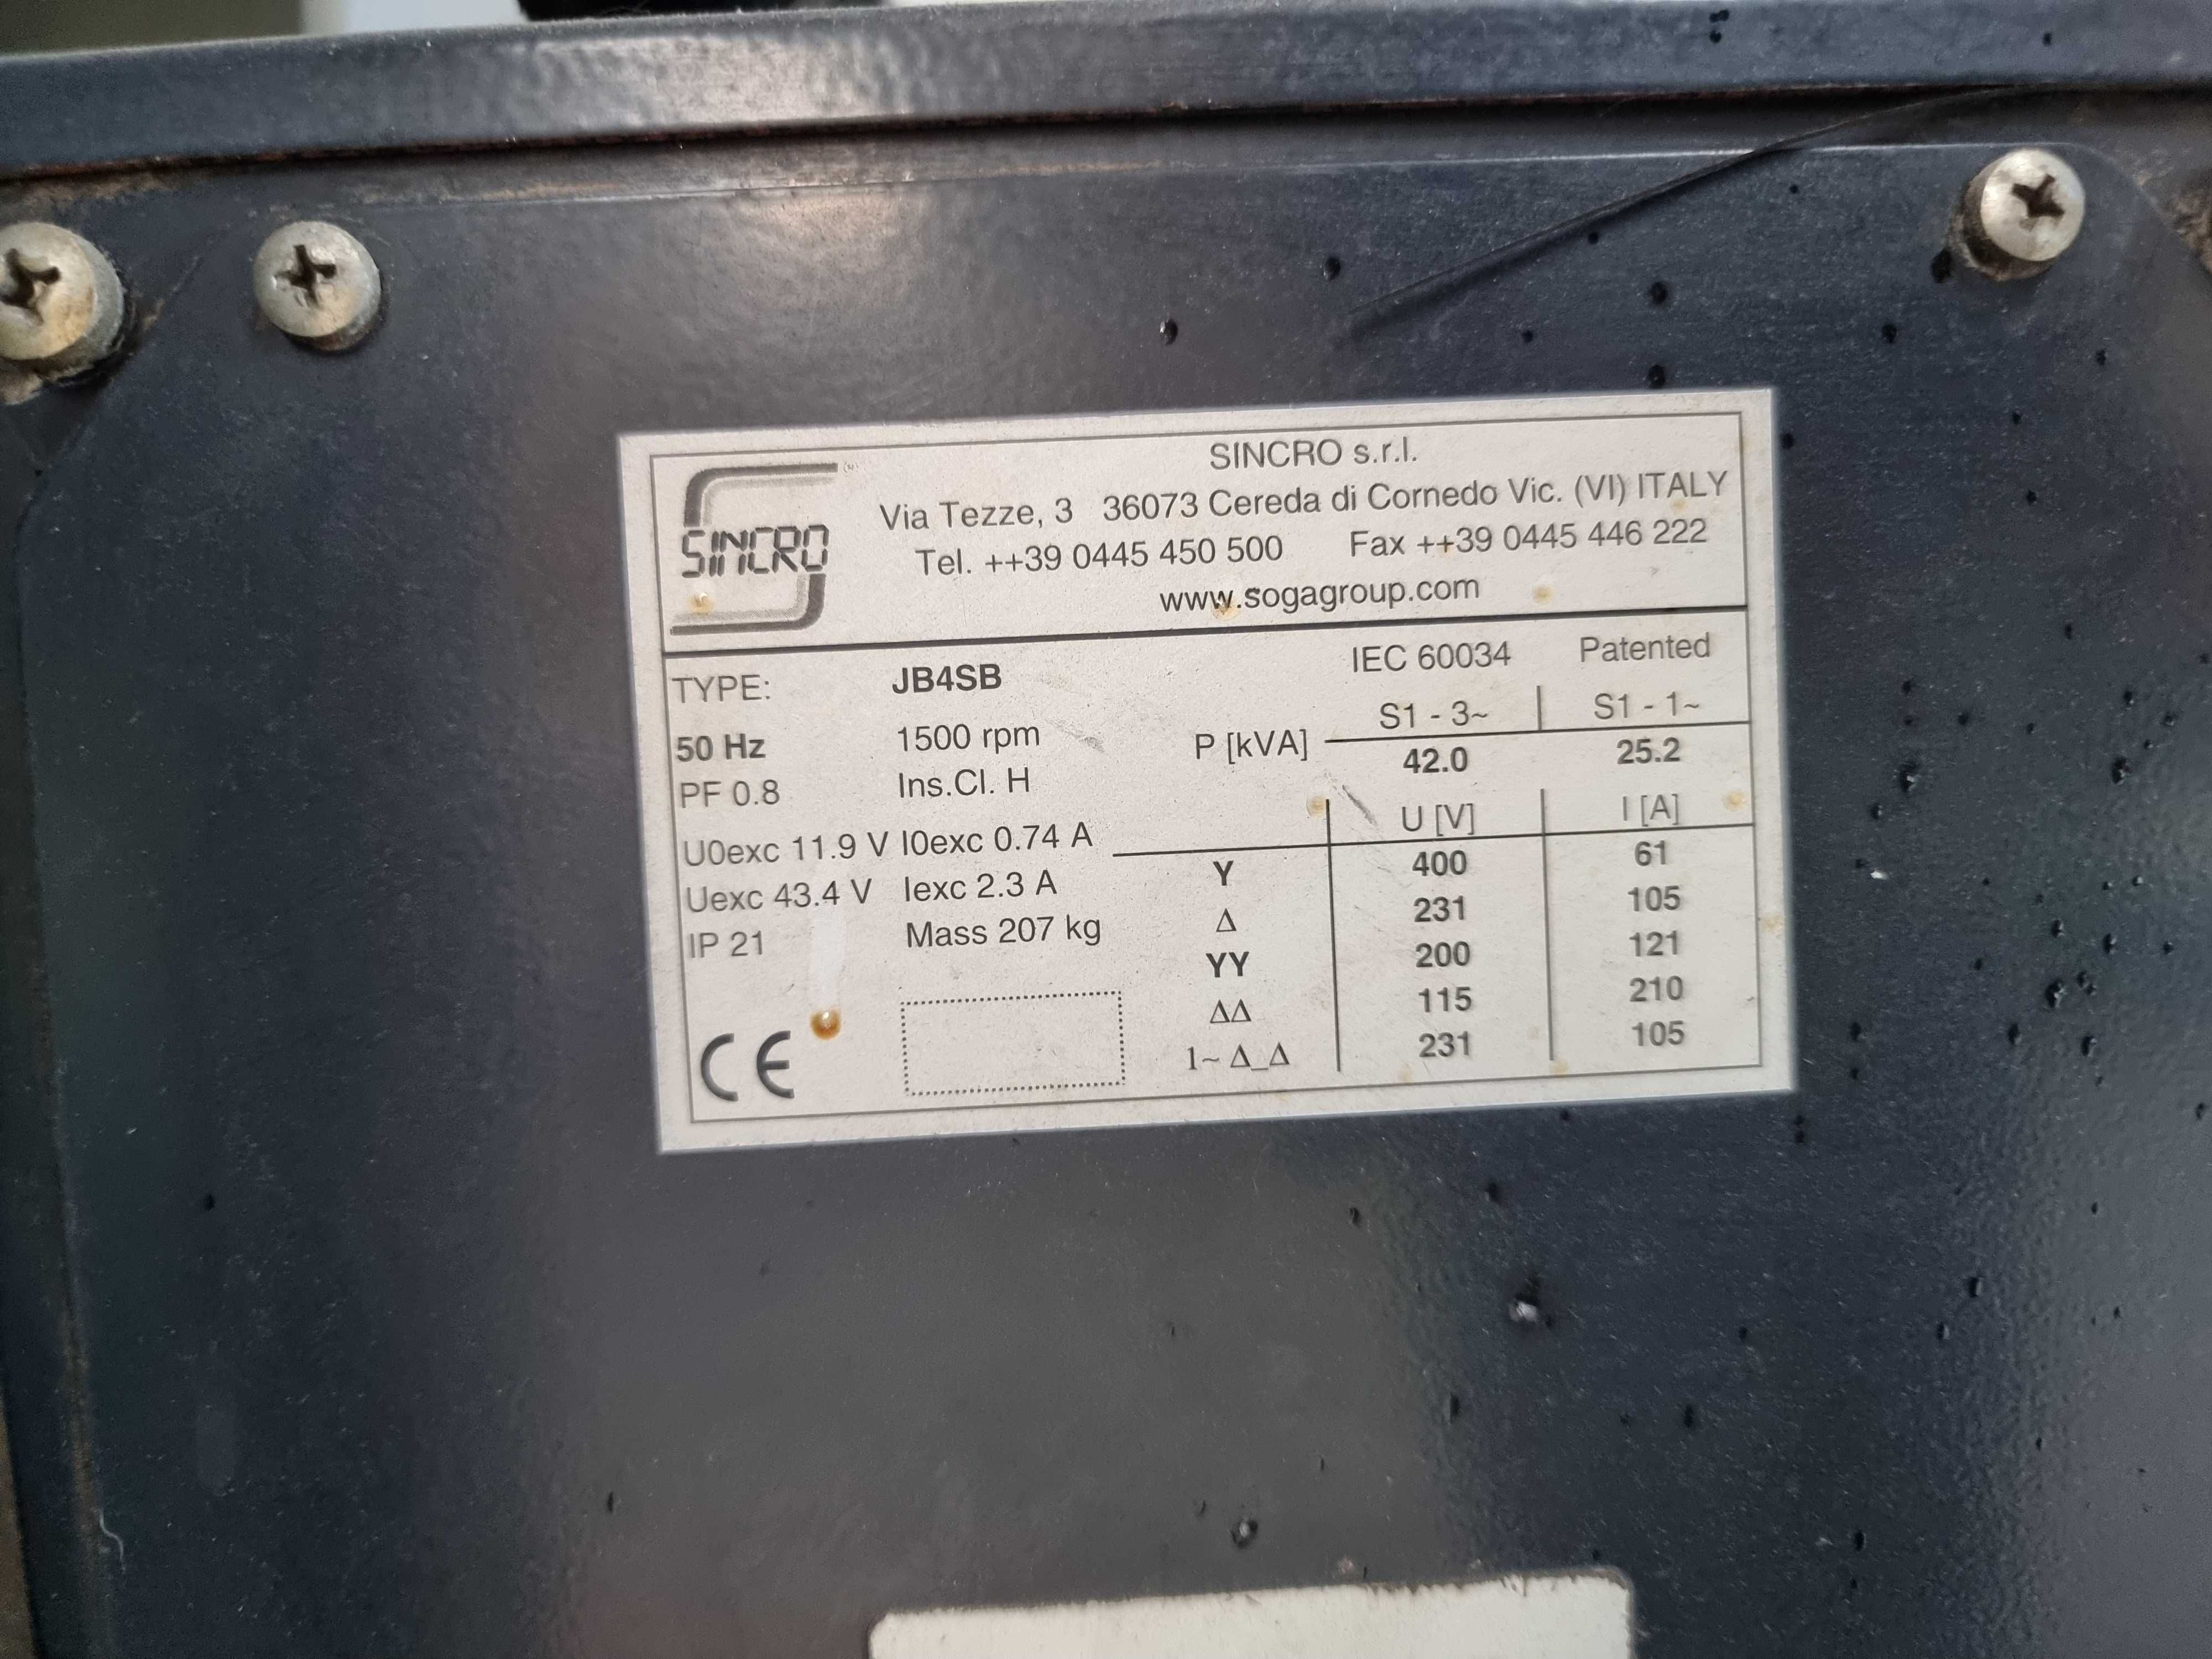 SINCRO ®
SINCRO s.r.l.
Via Tezze, 3 36073 Cereda di Cornedo Vic. (VI) ITALY
Tel. ++39 0445 450 500 Fax ++39 0445 446 222
www.sogagroup.com
TYPE: JB4SB IEC 60034 Patented
50 Hz 1500 rpm P [kVA] S1 - 3~ S1 - 1~
PF 0.8 Ins.Cl. H 42.0 25.2
U0exc 11.9 V I0exc 0.74 A U [V] I [A]
Uexc 43.4 V Iexc 2.3 A Y 400 61
IP 21 Mass 207 kg Δ 231 105
YY 200 121
ΔΔ 115 210
CE 1~ Δ_Δ 231 105